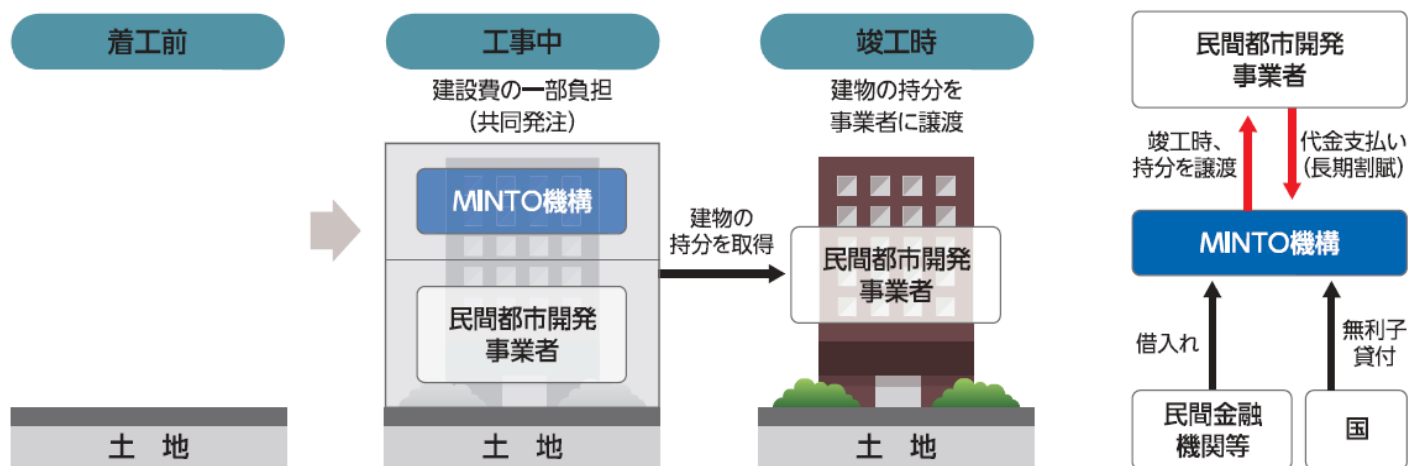 着工前
土 地
工事中
建設費の一部負担
(共同発注)
MINTO機構
民間都市開発
事業者
土 地
建物の
持分を取得
竣工時
建物の持分を
事業者に譲渡
民間都市開発
事業者
土 地
民間都市開発
事業者
竣工時、
持分を譲渡
代金支払い
(長期割賦)
MINTO機構
借入れ
無利子
貸付
民間金融
機関等
国